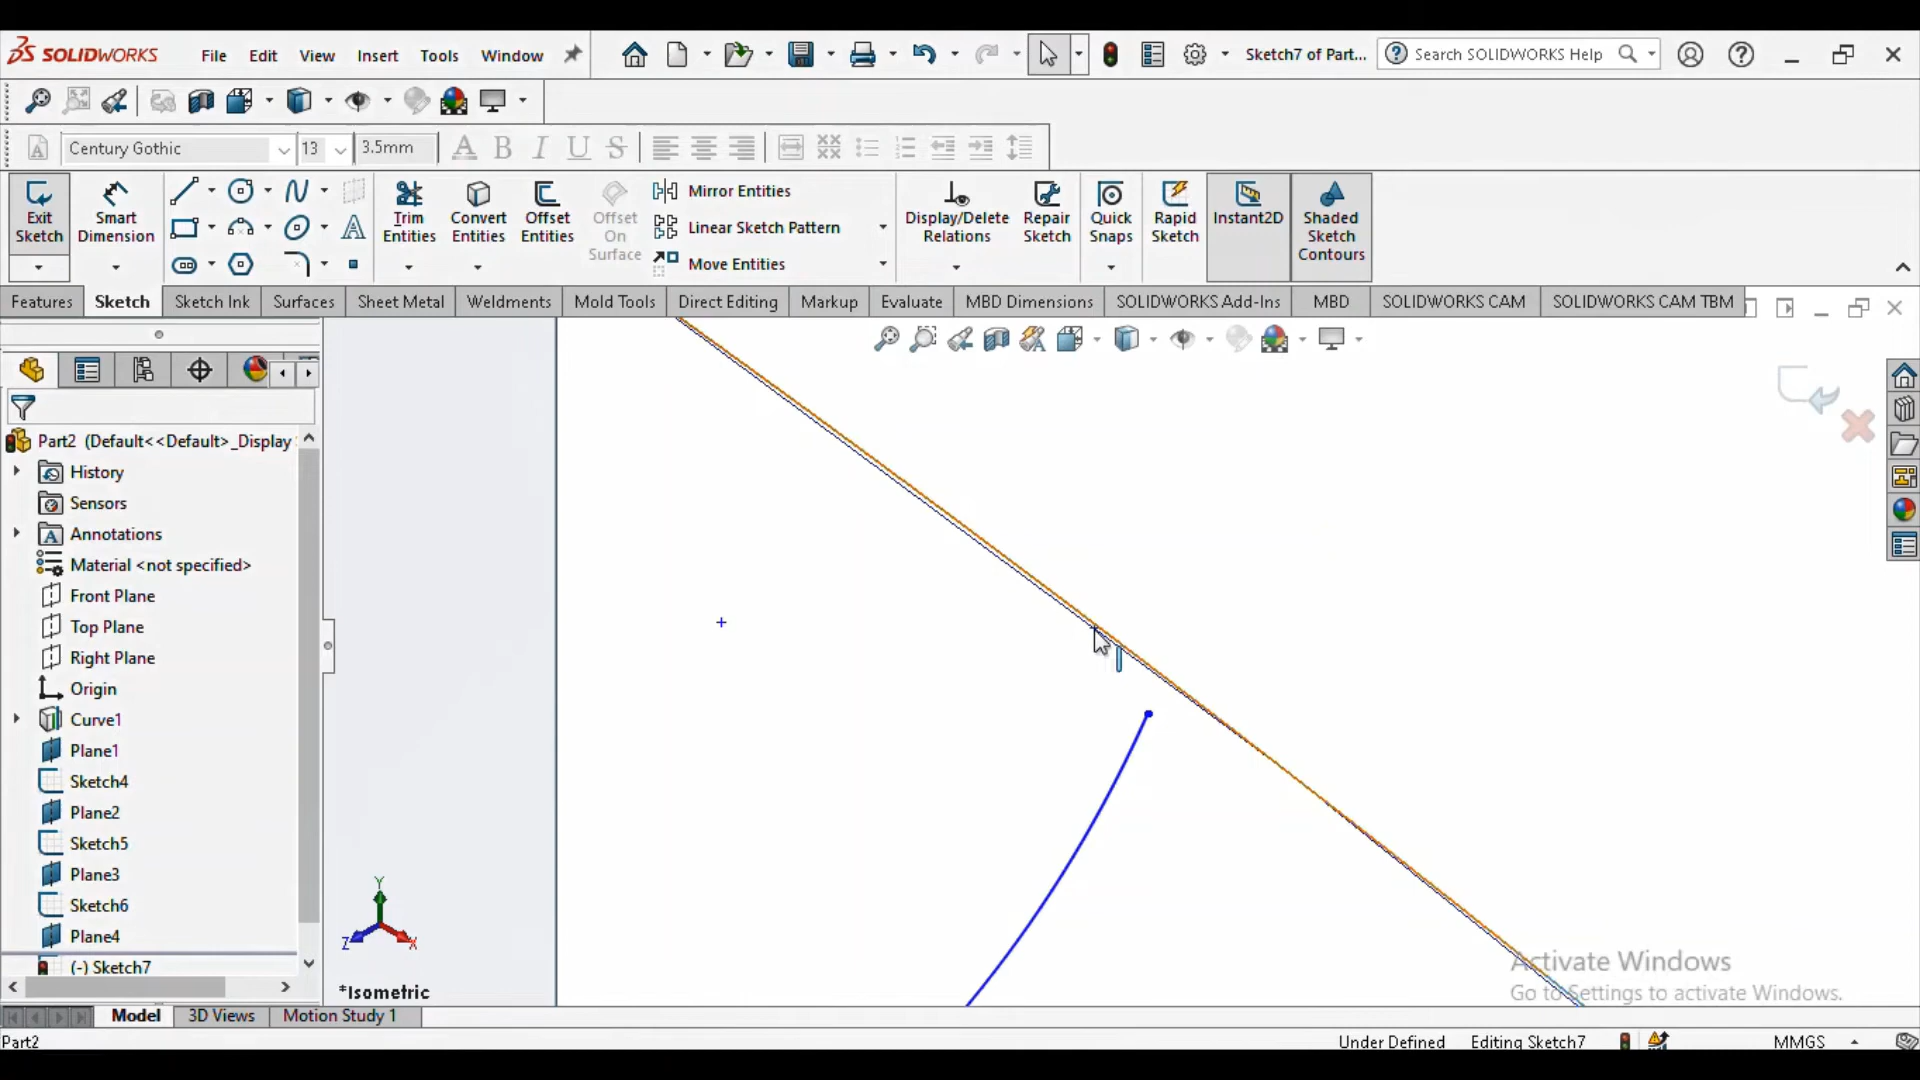 SOLIDWORKS File Edit View Insert Tools Window Sketch7 of Part... Search SOLIDWORKS Help
Century Gothic 13 3.5mm
Exit Sketch
Smart Dimension
Trim Entities
Convert Entities
Offset Entities
Offset On Surface
Mirror Entities
Linear Sketch Pattern
Move Entities
Display/Delete Relations
Repair Sketch
Quick Snaps
Rapid Sketch
Instant2D
Shaded Sketch Contours
Features Sketch Sketch Ink Surfaces Sheet Metal Weldments Mold Tools Direct Editing Markup Evaluate MBD Dimensions SOLIDWORKS Add-Ins MBD SOLIDWORKS CAM SOLIDWORKS CAM TBM
Part2 (Default<<Default>_Display
History
Sensors
Annotations
Material <not specified>
Front Plane
Top Plane
Right Plane
Origin
Curve1
Plane1
Sketch4
Plane2
Sketch5
Plane3
Sketch6
Plane4
(-) Sketch7
Y
Z
X
*Isometric
Activate Windows
Go to Settings to activate Windows.
Model 3D Views Motion Study 1
Part2 Under Defined Editing Sketch7 MMGS